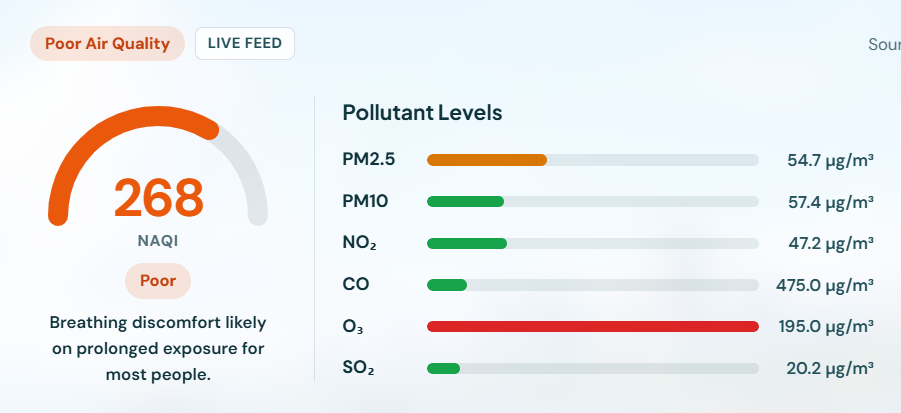 Poor Air Quality
LIVE FEED
268
NAQI
Poor
Breathing discomfort likely
on prolonged exposure for
most people.
Pollutant Levels
PM2.5 54.7 µg/m³
PM10 57.4 µg/m³
NO₂ 47.2 µg/m³
CO 475.0 µg/m³
O₃ 195.0 µg/m³
SO₂ 20.2 µg/m³